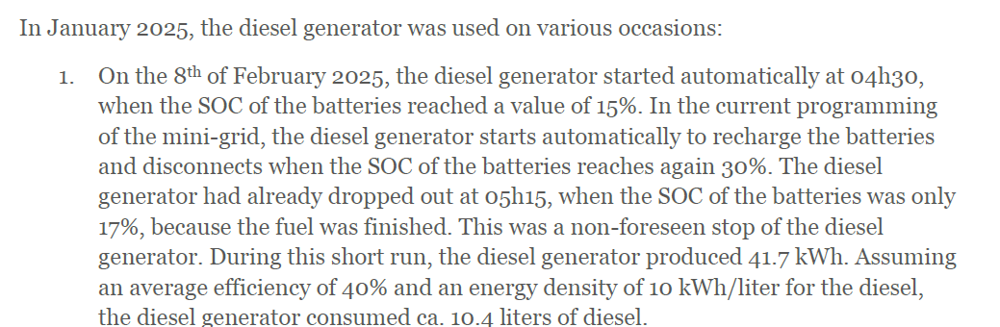 In January 2025, the diesel generator was used on various occasions:
1. On the 8th of February 2025, the diesel generator started automatically at 04h30,
when the SOC of the batteries reached a value of 15%. In the current programming
of the mini-grid, the diesel generator starts automatically to recharge the batteries
and disconnects when the SOC of the batteries reaches again 30%. The diesel
generator had already dropped out at 05h15, when the SOC of the batteries was only
17%, because the fuel was finished. This was a non-foreseen stop of the diesel
generator. During this short run, the diesel generator produced 41.7 kWh. Assuming
an average efficiency of 40% and an energy density of 10 kWh/liter for the diesel,
the diesel generator consumed ca. 10.4 liters of diesel.